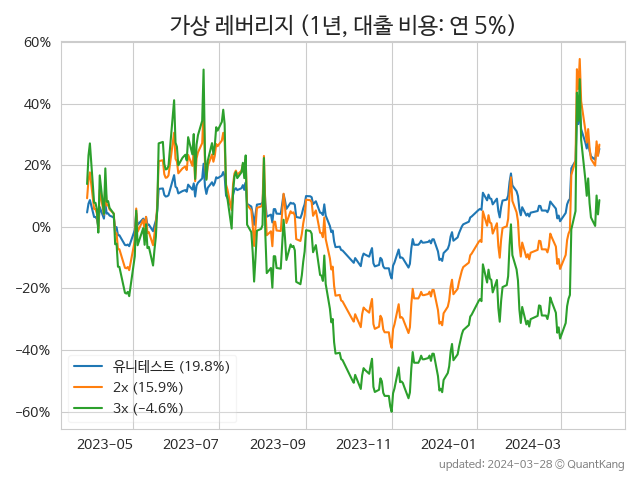 가상 레버리지 (1년, 대출 비용: 연 5%)
60%
40%
20%
0%
−20%
−40%
−60%
유니테스트 (19.8%)
2x (15.9%)
3x (−4.6%)
2023-05 2023-07 2023-09 2023-11 2024-01 2024-03
updated: 2024-03-28 © QuantKang